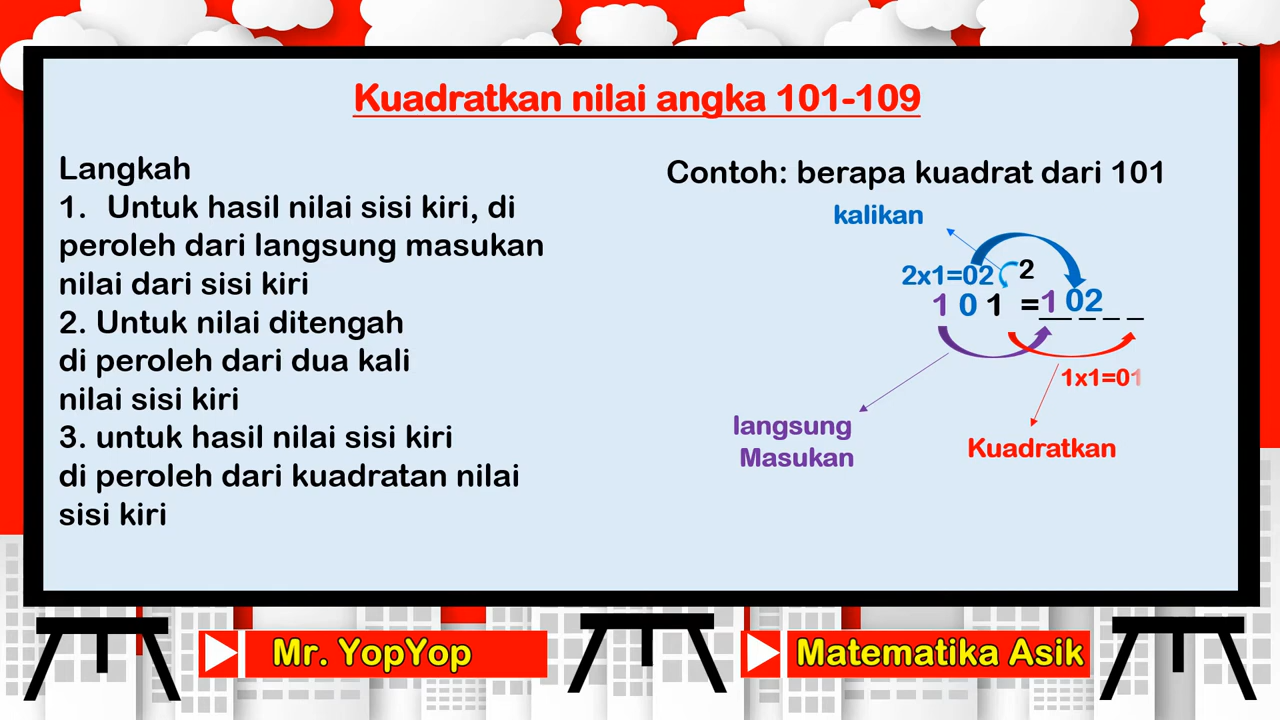 Kuadratkan nilai angka 101-109
Langkah
1. Untuk hasil nilai sisi kiri, di
peroleh dari langsung masukan
nilai dari sisi kiri
2. Untuk nilai ditengah
di peroleh dari dua kali
nilai sisi kiri
3. untuk hasil nilai sisi kiri
di peroleh dari kuadratan nilai
sisi kiri
Contoh: berapa kuadrat dari 101
kalikan
2x1=02 2
1 0 1 =1 02 _ _
1x1=01
langsung
Masukan
Kuadratkan
Mr. YopYop
Matematika Asik